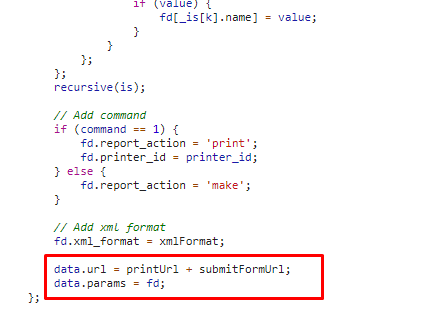 if (value) {
fd[_is[k].name] = value;
}
}
};
};
recursive(is);
// Add command
if (command == 1) {
fd.report_action = 'print';
fd.printer_id = printer_id;
} else {
fd.report_action = 'make';
}
// Add xml format
fd.xml_format = xmlFormat;
data.url = printUrl + submitFormUrl;
data.params = fd;
};